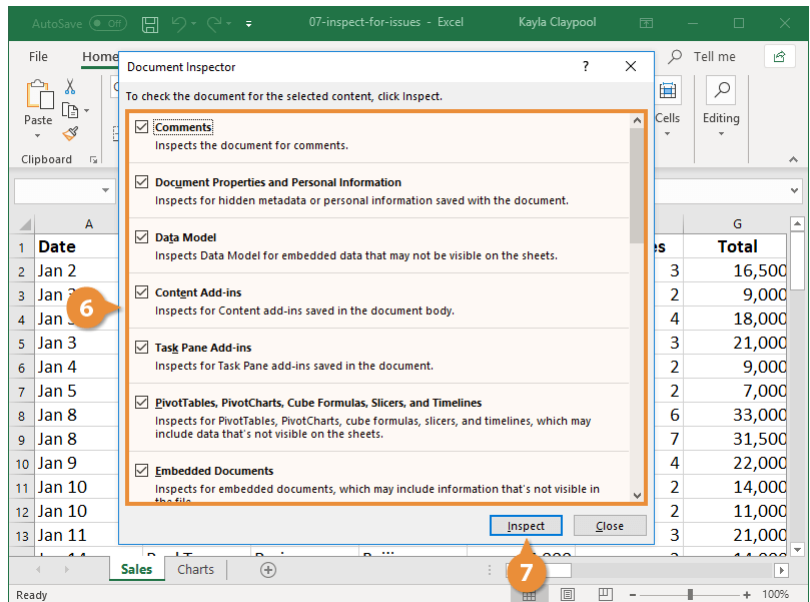 AutoSave Off 07-inspect-for-issues - Excel Kayla Claypool
File Home Tell me
Document Inspector ? ×
To check the document for the selected content, click Inspect.
Paste
Clipboard
Cells
Editing
Comments
Inspects the document for comments.
Document Properties and Personal Information
Inspects for hidden metadata or personal information saved with the document.
Data Model
Inspects Data Model for embedded data that may not be visible on the sheets.
Content Add-ins
Inspects for Content add-ins saved in the document body.
Task Pane Add-ins
Inspects for Task Pane add-ins saved in the document.
PivotTables, PivotCharts, Cube Formulas, Slicers, and Timelines
Inspects for PivotTables, PivotCharts, cube formulas, slicers, and timelines, which may
include data that's not visible on the sheets.
Embedded Documents
Inspects for embedded documents, which may include information that's not visible in
the file.
Inspect Close
6
7
A G
1 Date es Total
2 Jan 2 3 16,500
3 Jan 2 9,000
4 Jan 4 18,000
5 Jan 3 3 21,000
6 Jan 4 2 9,000
7 Jan 5 2 7,000
8 Jan 8 6 33,000
9 Jan 8 7 31,500
10 Jan 9 4 22,000
11 Jan 10 2 14,000
12 Jan 10 2 11,000
13 Jan 11 3 21,000
Sales Charts
Ready 100%